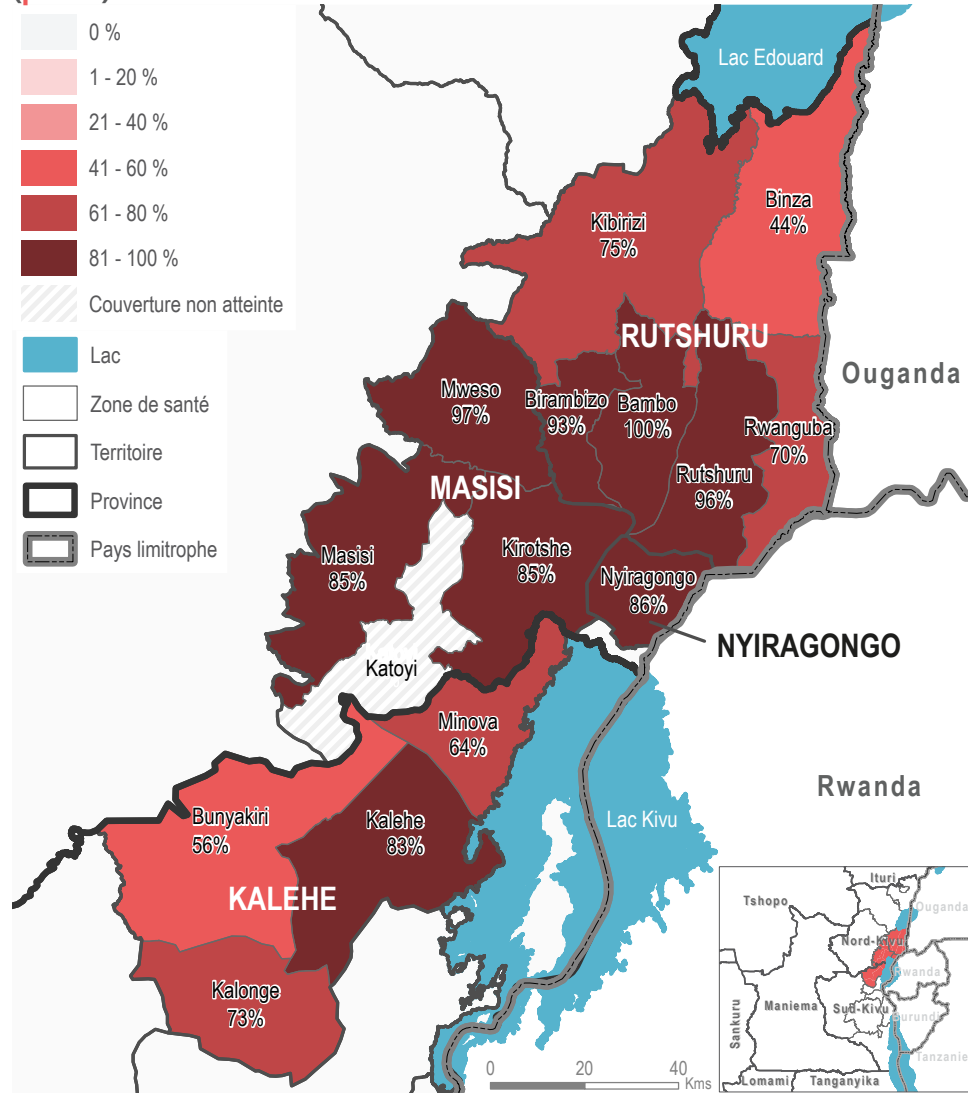 0 %
1 - 20 %
21 - 40 %
41 - 60 %
61 - 80 %
81 - 100 %
Couverture non atteinte
Lac
Zone de santé
Territoire
Province
Pays limitrophe
Lac Edouard
Binza
44%
Kibirizi
75%
RUTSHURU
Ouganda
Mweso
97%
Birambizo
93%
Bambo
100%
Rwanguba
70%
Rutshuru
96%
MASISI
Masisi
85%
Kirotshe
85%
Nyiragongo
86%
NYIRAGONGO
Katoyi
Minova
64%
Rwanda
Bunyakiri
56%
Kalehe
83%
Lac Kivu
KALEHE
Kalonge
73%
0 20 40
Kms
Ituri
Tshopo
Ouganda
Nord-Kivu
Rwanda
Maniema
Sud-Kivu
Burundi
Sankuru
Tanzanie
Lomami
Tanganyika